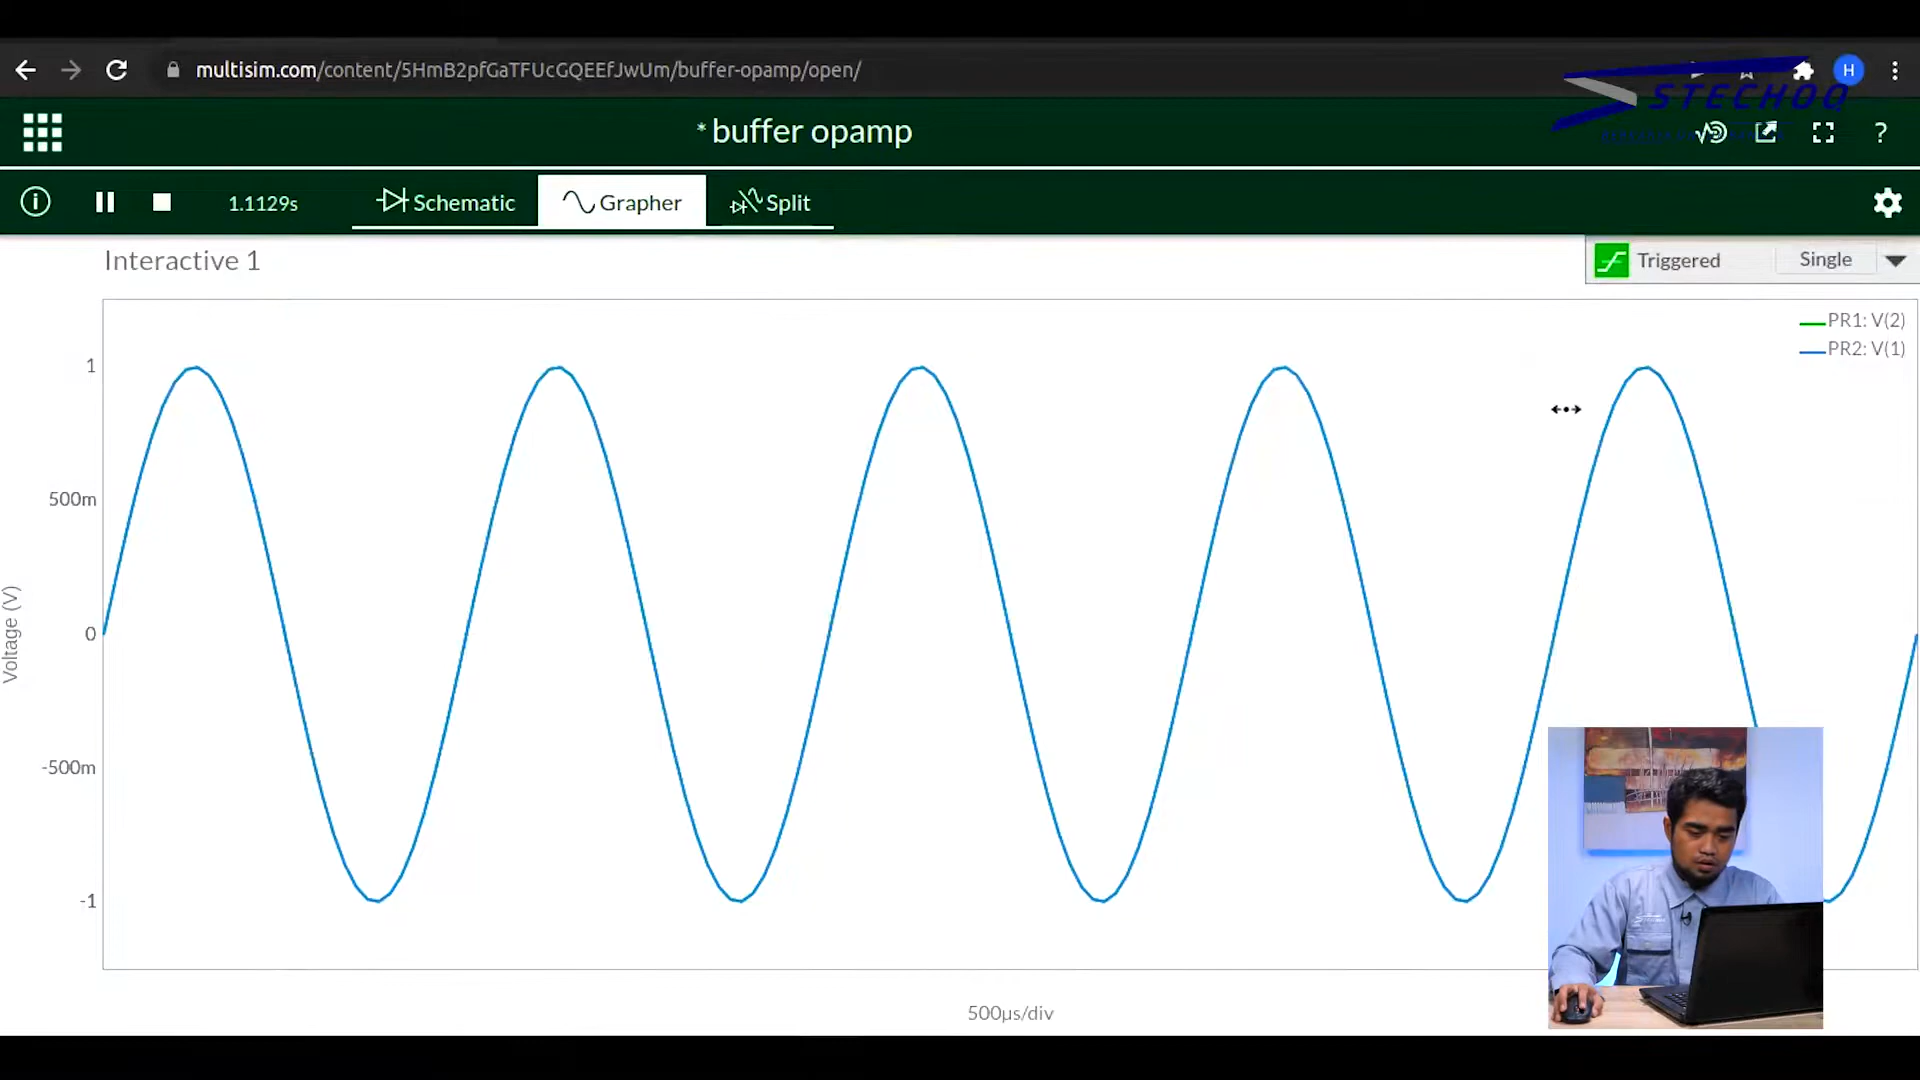 multisim.com/content/5HmB2pfGaTFUcGQEEfJwUm/buffer-opamp/open/
H
STECHOQ
*buffer opamp
?
1.1129s
Schematic
Grapher
Split
Interactive 1
Triggered
Single
PR1: V(2)
PR2: V(1)
1
500m
0
-500m
-1
Voltage (V)
500µs/div